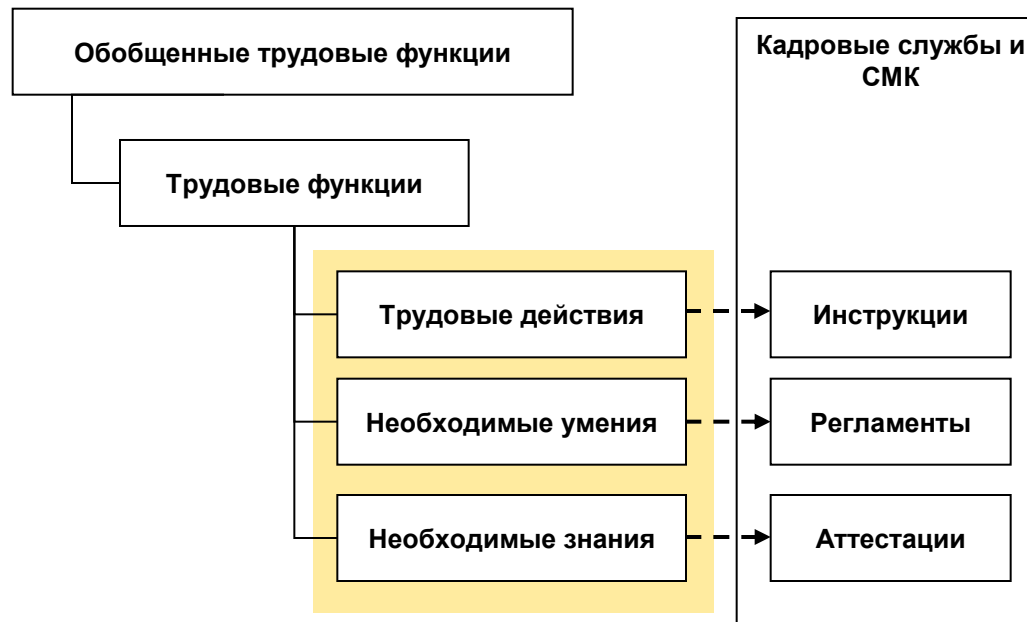 Обобщенные трудовые функции
Кадровые службы и
СМК
Трудовые функции
Трудовые действия
Инструкции
Необходимые умения
Регламенты
Необходимые знания
Аттестации